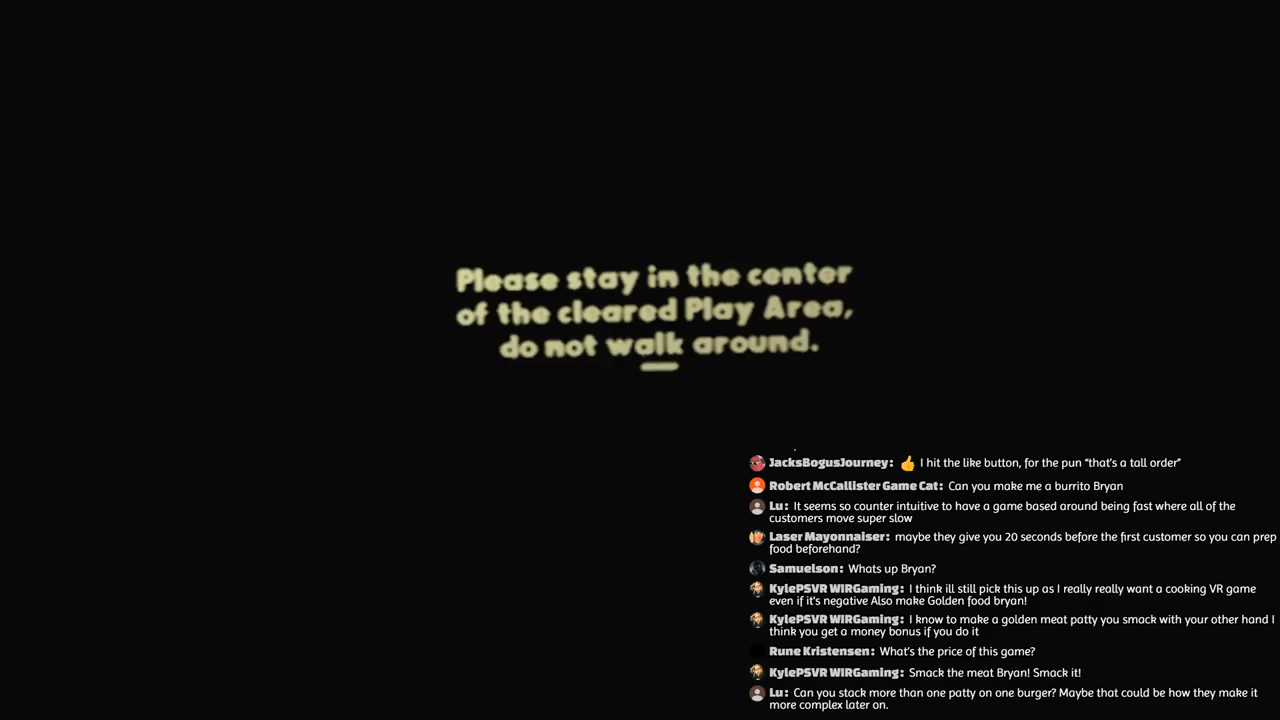 Please stay in the center
of the cleared Play Area,
do not walk around.
JacksBogusJourney: 👍 I hit the like button, for the pun “that’s a tall order”
Robert McCallister Game Cat: Can you make me a burrito Bryan
Lu: It seems so counter intuitive to have a game based around being fast where all of the
customers move super slow
Laser Mayonnaiser: maybe they give you 20 seconds before the first customer so you can prep
food beforehand?
Samuelson: Whats up Bryan?
KylePSVR WIRGaming: I think ill still pick this up as I really really want a cooking VR game
even if it's negative Also make Golden food bryan!
KylePSVR WIRGaming: I know to make a golden meat patty you smack with your other hand I
think you get a money bonus if you do it
Rune Kristensen: What’s the price of this game?
KylePSVR WIRGaming: Smack the meat Bryan! Smack it!
Lu: Can you stack more than one patty on one burger? Maybe that could be how they make it
more complex later on.